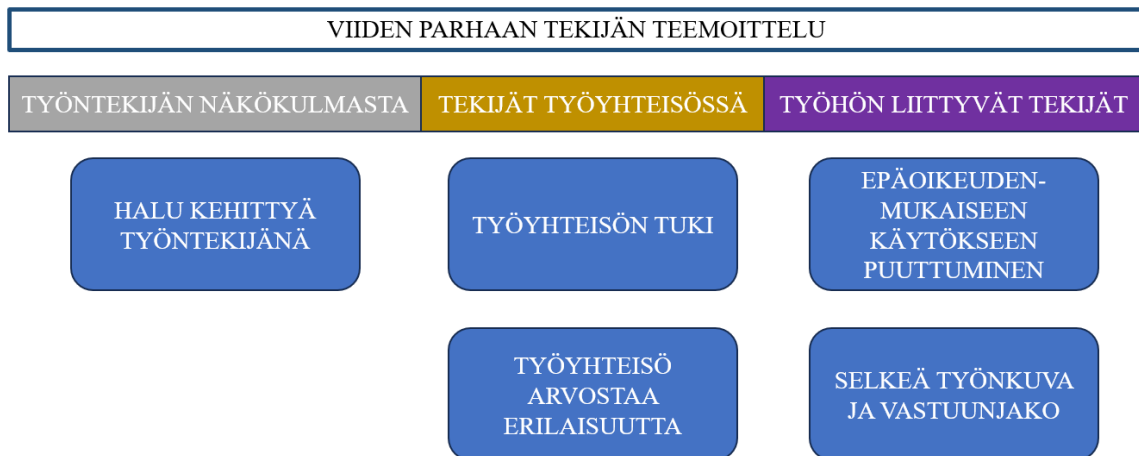 VIIDEN PARHAAN TEKIJÄN TEEMOITTELU
TYÖNTEKIJÄN NÄKÖKULMASTA
TEKIJÄT TYÖYHTEISÖSSÄ
TYÖHÖN LIITTYVÄT TEKIJÄT
HALU KEHITTYÄ
TYÖNTEKIJÄNÄ
TYÖYHTEISÖN TUKI
EPÄOIKEUDEN-
MUKAISEEN
KÄYTÖKSEEN
PUUTTUMINEN
TYÖYHTEISÖ
ARVOSTAA
ERILAISUUTTA
SELKEÄ TYÖNKUVA
JA VASTUUNJAKO